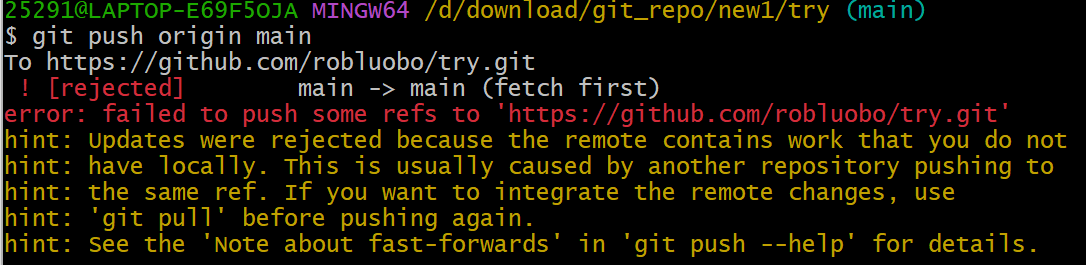 25291@LAPTOP-E69F5OJA MINGW64 /d/download/git_repo/new1/try (main)
$ git push origin main
To https://github.com/robluobo/try.git
 ! [rejected]        main -> main (fetch first)
error: failed to push some refs to 'https://github.com/robluobo/try.git'
hint: Updates were rejected because the remote contains work that you do not
hint: have locally. This is usually caused by another repository pushing to
hint: the same ref. If you want to integrate the remote changes, use
hint: 'git pull' before pushing again.
hint: See the 'Note about fast-forwards' in 'git push --help' for details.